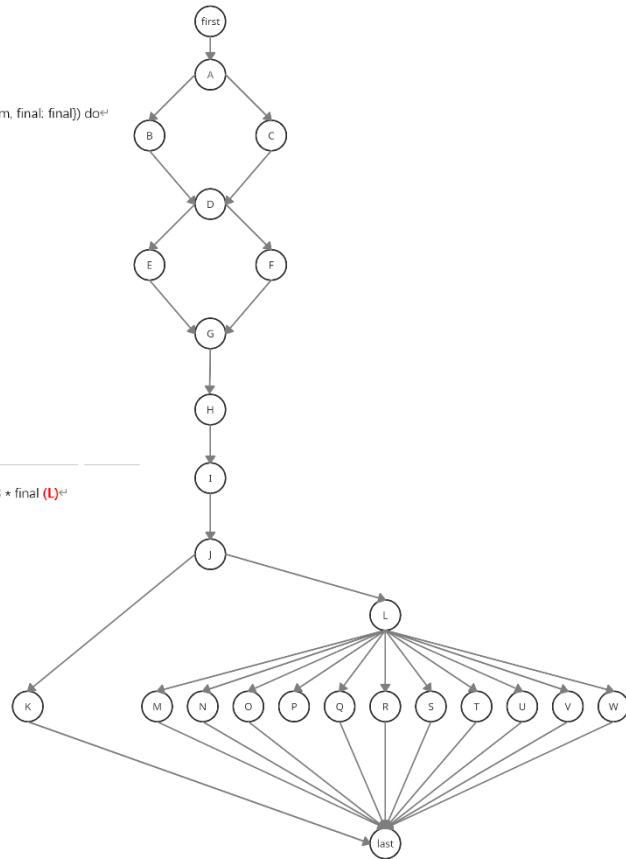 first
A
m, final: final}) do↵
B C
D
E F
G
H
I
* final (L)↵
J
L
K M N O P Q R S T U V W
last